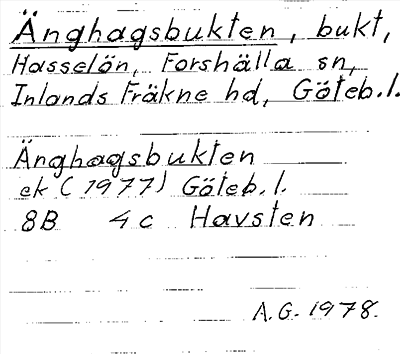 Änghagsbukten, bukt,
Hasselön, Forshälla sn,
Inlands Fräkne hd, Göteb.l.
Änghagsbukten
ek (1977) Göteb.l.
8B 4c Havsten
A.G. 1978.